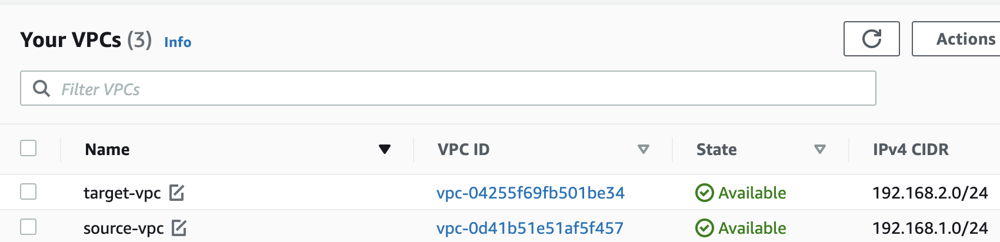 Your VPCs (3) Info
Actions
Filter VPCs
Name VPC ID State IPv4 CIDR
target-vpc vpc-04255f69fb501be34 Available 192.168.2.0/24
source-vpc vpc-0d41b51e51af5f457 Available 192.168.1.0/24